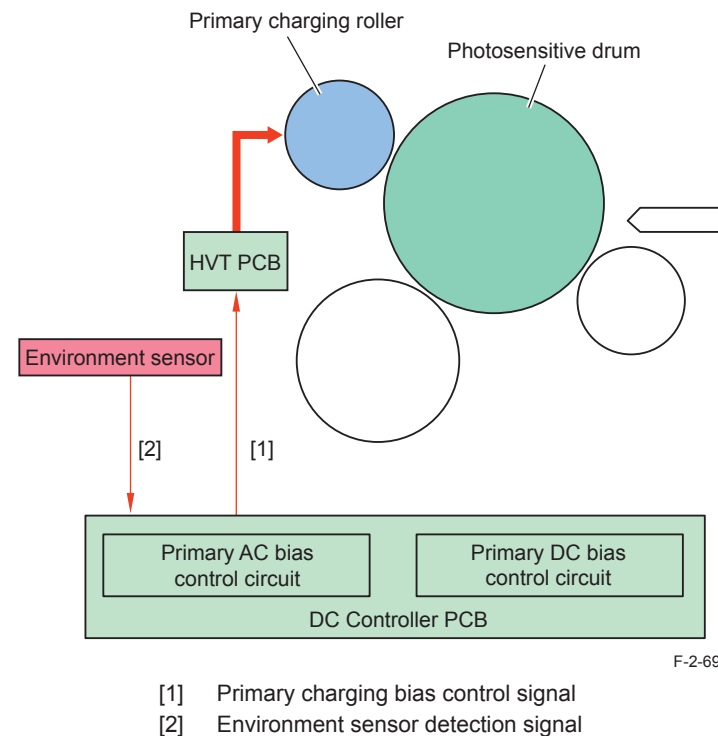 Primary charging roller
Photosensitive drum
HVT PCB
Environment sensor
[2]
[1]
Primary AC bias
control circuit
Primary DC bias
control circuit
DC Controller PCB
F-2-69
[1] Primary charging bias control signal
[2] Environment sensor detection signal